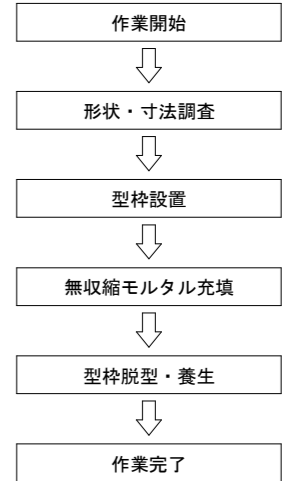 作業開始
形状・寸法調査
型枠設置
無収縮モルタル充填
型枠脱型・養生
作業完了